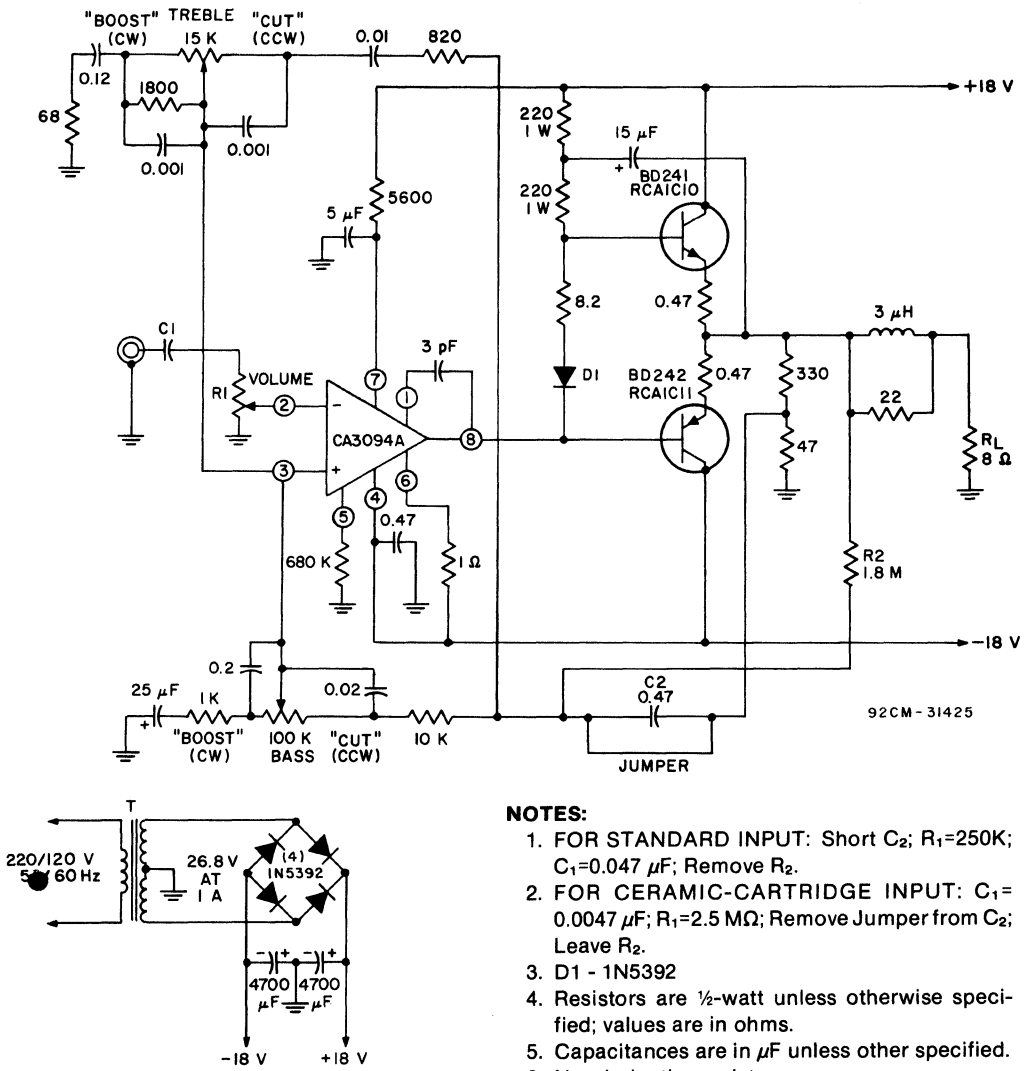 "BOOST" TREBLE "CUT"
(CW) 15 K (CCW)
0.01 820
0.12
1800
68
0.001
0.001
+18 V
220
1 W
15 µF
+
BD241
RCA1C10
220
1 W
5600
5 µF
8.2
0.47
3 µH
C1
3 pF
VOLUME
R1
2
7
1
D1
BD242
RCA1C11
0.47
330
22
−
CA3094A
8
3
+
6
4
5
47
RL
8 Ω
0.47
680 K
1 Ω
R2
1.8 M
−18 V
0.2
0.02
C2
0.47
25 µF
+
1K
"BOOST"
(CW)
100 K
BASS
"CUT"
(CCW)
10 K
92CM-31425
JUMPER
T
220/120 V
60 Hz
26.8 V
AT
1 A
(4)
1N5392
− + − +
4700 4700
µF µF
−18 V +18 V
NOTES:
1. FOR STANDARD INPUT: Short C₂; R₁=250K;
C₁=0.047 µF; Remove R₂.
2. FOR CERAMIC-CARTRIDGE INPUT: C₁=
0.0047 µF; R₁=2.5 MΩ; Remove Jumper from C₂;
Leave R₂.
3. D1 - 1N5392
4. Resistors are ½-watt unless otherwise speci-
fied; values are in ohms.
5. Capacitances are in µF unless other specified.